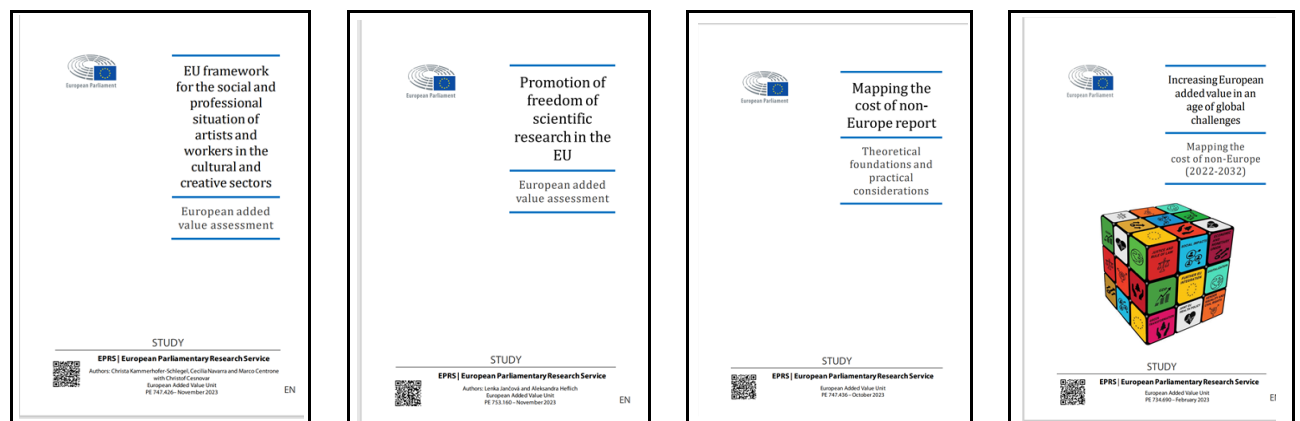 European Parliament
EU framework
for the social and
professional
situation of
artists and
workers in the
cultural and
creative sectors
European added
value assessment
STUDY
EPRS | European Parliamentary Research Service
Authors: Christa Kammerhofer-Schlegel, Cecilia Navarra and Marco Centrone
with Christof Cesnovar
European Added Value Unit
PE 747.426– November 2023
EN
European Parliament
Promotion of
freedom of
scientific
research in the
EU
European added
value assessment
STUDY
EPRS | European Parliamentary Research Service
Authors: Lenka Jančová and Aleksandra Heflich
European Added Value Unit
PE 753.160 – November 2023
EN
European Parliament
Mapping the
cost of non-
Europe report
Theoretical
foundations and
practical
considerations
STUDY
EPRS | European Parliamentary Research Service
European Added Value Unit
PE 747.436 – October 2023
European Parliament
Increasing European
added value in an
age of global
challenges
Mapping the
cost of non-Europe
(2022-2032)
STUDY
EPRS | European Parliamentary Research Service
European Added Value Unit
PE 734.690 – February 2023